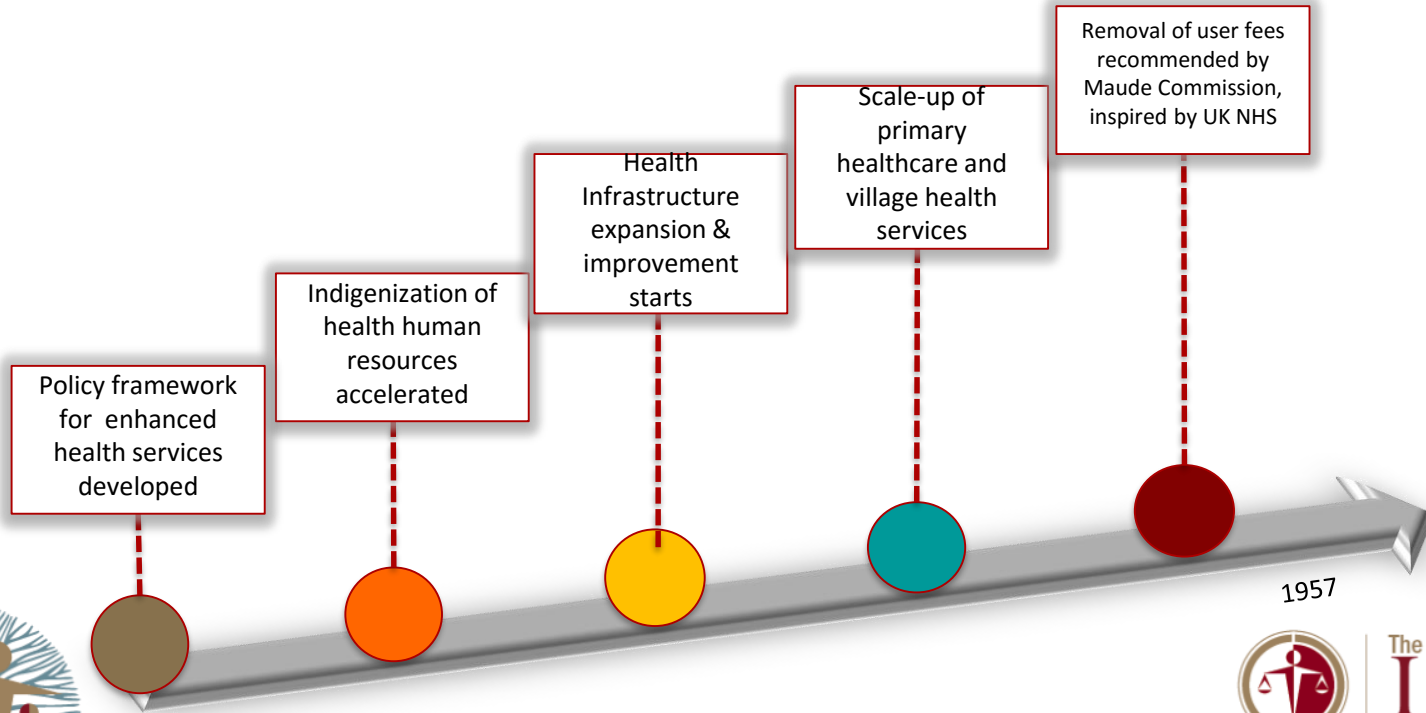 Policy framework
for enhanced
health services
developed
Indigenization of
health human
resources
accelerated
Health
Infrastructure
expansion &
improvement
starts
Scale-up of
primary
healthcare and
village health
services
Removal of user fees
recommended by
Maude Commission,
inspired by UK NHS
1957
The
I